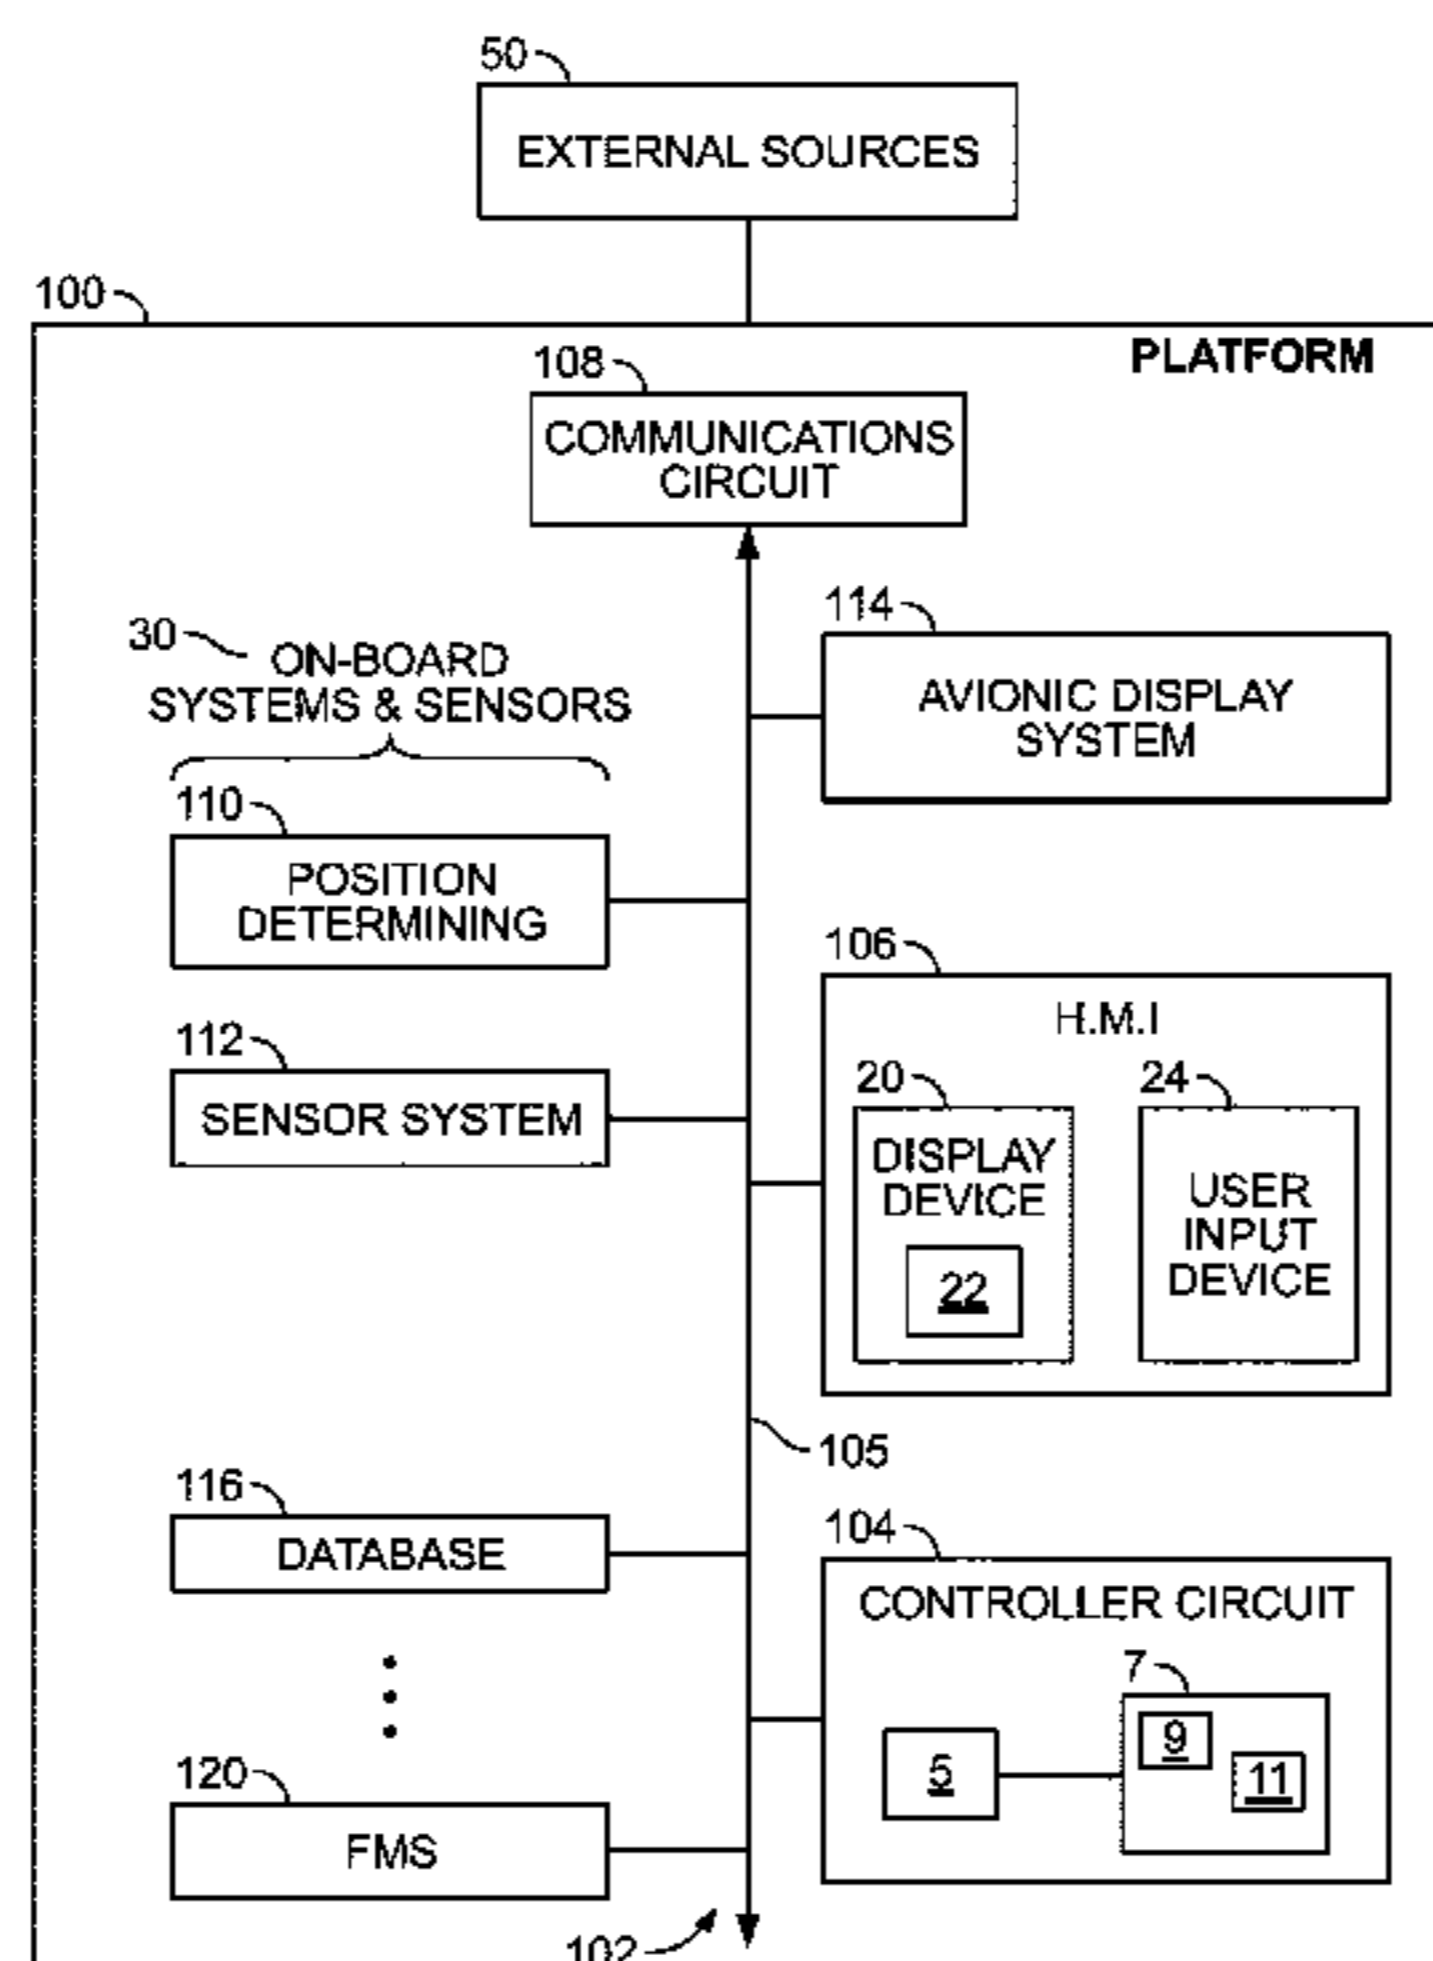 50
EXTERNAL SOURCES
100
PLATFORM
108
COMMUNICATIONS
CIRCUIT
114
AVIONIC DISPLAY
SYSTEM
30
ON-BOARD
SYSTEMS & SENSORS
110
POSITION
DETERMINING
106
H.M.I
20
DISPLAY
DEVICE
22
24
USER
INPUT
DEVICE
112
SENSOR SYSTEM
105
116
DATABASE
104
CONTROLLER CIRCUIT
7
9
5
11
120
FMS
102